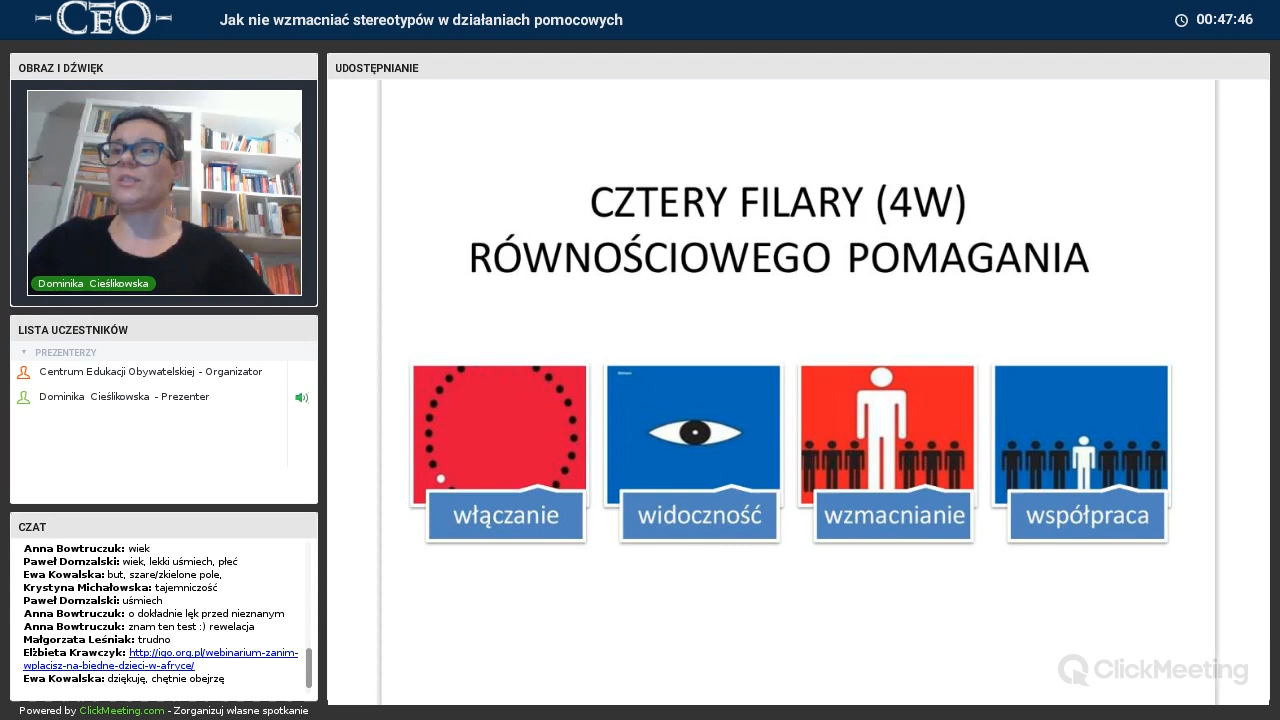 CEO
Jak nie wzmacniać stereotypów w działaniach pomocowych
00:47:46
OBRAZ I DŹWIĘK
Dominika Cieślikowska
LISTA UCZESTNIKÓW
PREZENTERZY
Centrum Edukacji Obywatelskiej - Organizator
Dominika Cieślikowska - Prezenter
CZAT
Anna Bowtruczuk: wiek
Paweł Domzalski: wiek, lekki uśmiech, płeć
Ewa Kowalska: but, szare/zkielone pole,
Krystyna Michałowska: tajemniczość
Paweł Domzalski: uśmiech
Anna Bowtruczuk: o dokładnie lęk przed nieznanym
Anna Bowtruczuk: znam ten test :) rewelacja
Małgorzata Leśniak: trudno
Elżbieta Krawczyk: http://igo.org.pl/webinarium-zanim-
wplacisz-na-biedne-dzieci-w-afryce/
Ewa Kowalska: dziękuję, chętnie obejrzę
Powered by ClickMeeting.com - Zorganizuj własne spotkanie
UDOSTĘPNIANIE
CZTERY FILARY (4W)
RÓWNOŚCIOWEGO POMAGANIA
włączanie
widoczność
wzmacnianie
współpraca
ClickMeeting